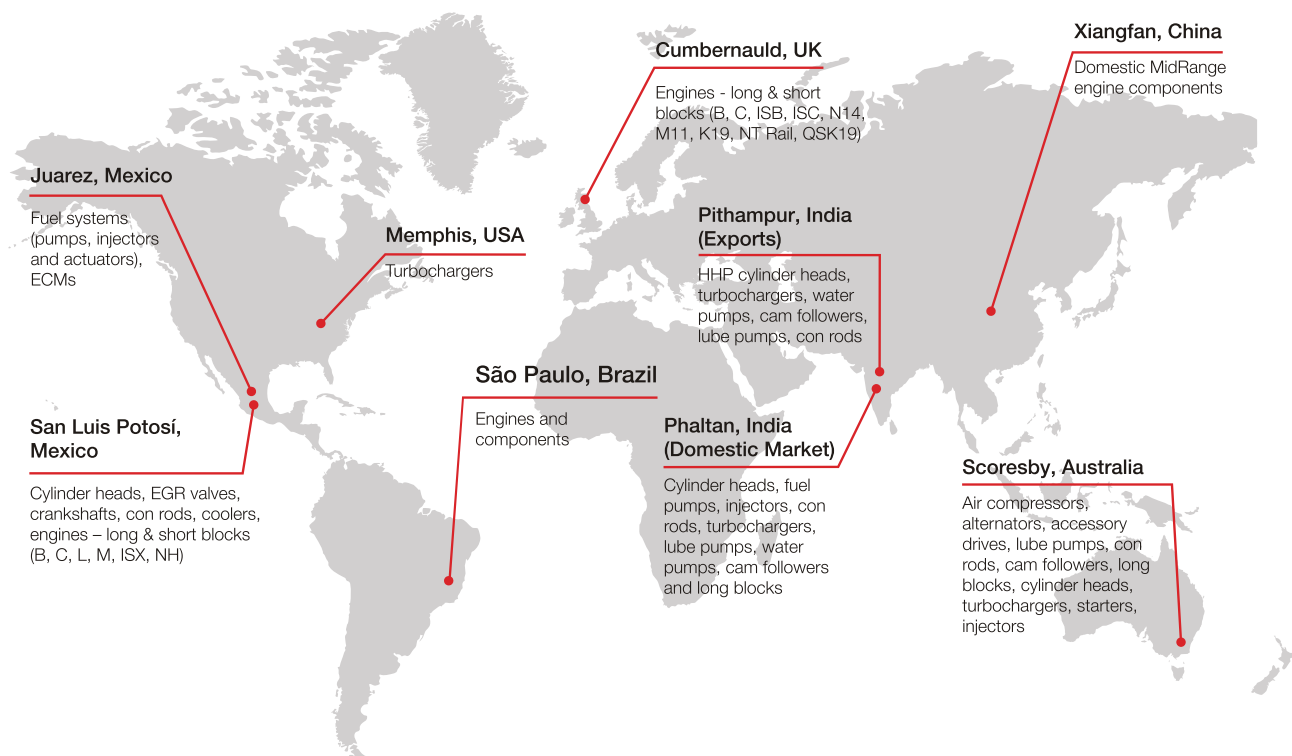 Xiangfan, China
Domestic MidRange
engine components
Cumbernauld, UK
Engines - long & short
blocks (B, C, ISB, ISC, N14,
M11, K19, NT Rail, QSK19)
Juarez, Mexico
Fuel systems
(pumps, injectors
and actuators),
ECMs
Memphis, USA
Turbochargers
Pithampur, India
(Exports)
HHP cylinder heads,
turbochargers, water
pumps, cam followers,
lube pumps, con rods
São Paulo, Brazil
Engines and
components
San Luis Potosí,
Mexico
Cylinder heads, EGR valves,
crankshafts, con rods, coolers,
engines – long & short blocks
(B, C, L, M, ISX, NH)
Phaltan, India
(Domestic Market)
Cylinder heads, fuel
pumps, injectors, con
rods, turbochargers,
lube pumps, water
pumps, cam followers
and long blocks
Scoresby, Australia
Air compressors,
alternators, accessory
drives, lube pumps, con
rods, cam followers, long
blocks, cylinder heads,
turbochargers, starters,
injectors